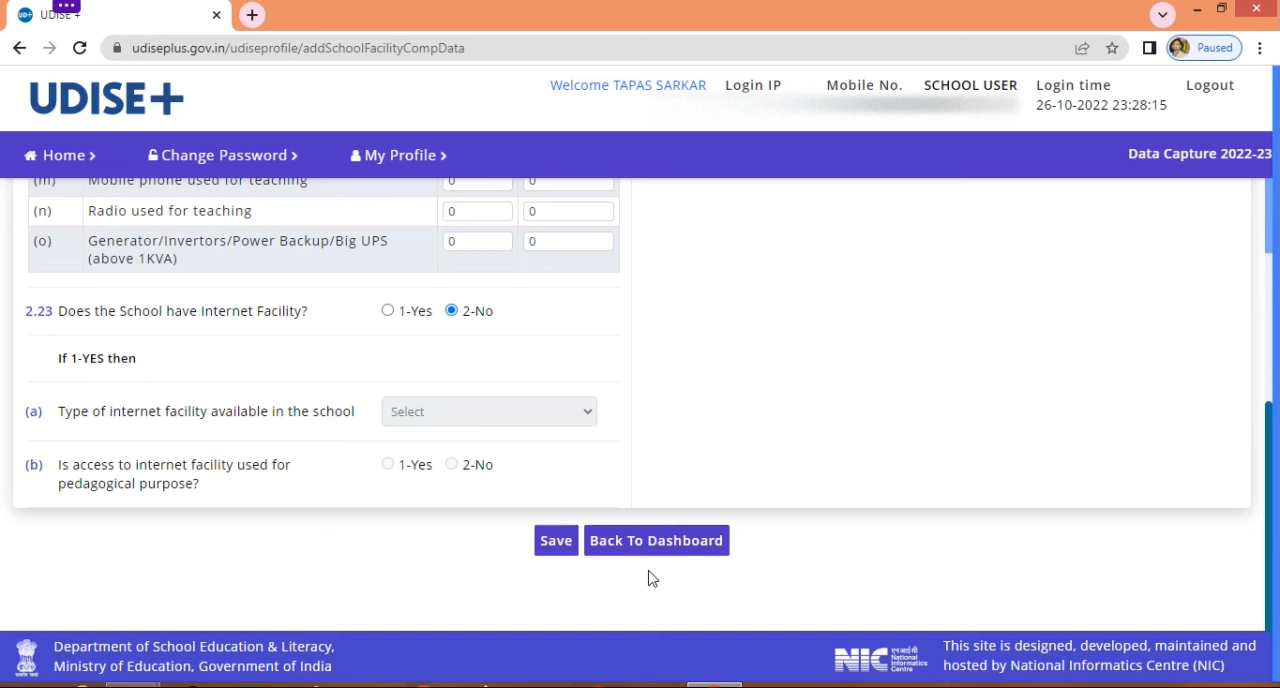 UDISE +
udiseplus.gov.in/udiseprofile/addSchoolFacilityCompData
Paused
UDISE+
Welcome TAPAS SARKAR
Login IP
Mobile No.
SCHOOL USER
Login time
26-10-2022 23:28:15
Logout
Home
Change Password
My Profile
Data Capture 2022-23
(m) Mobile phone used for teaching 0 0
(n) Radio used for teaching 0 0
(o) Generator/Invertors/Power Backup/Big UPS 0 0
(above 1KVA)
2.23 Does the School have Internet Facility? 1-Yes 2-No
If 1-YES then
(a) Type of internet facility available in the school Select
(b) Is access to internet facility used for 1-Yes 2-No
pedagogical purpose?
Save Back To Dashboard
Department of School Education & Literacy,
Ministry of Education, Government of India
NIC
एन आई सी
National
Informatics
Centre
This site is designed, developed, maintained and
hosted by National Informatics Centre (NIC)